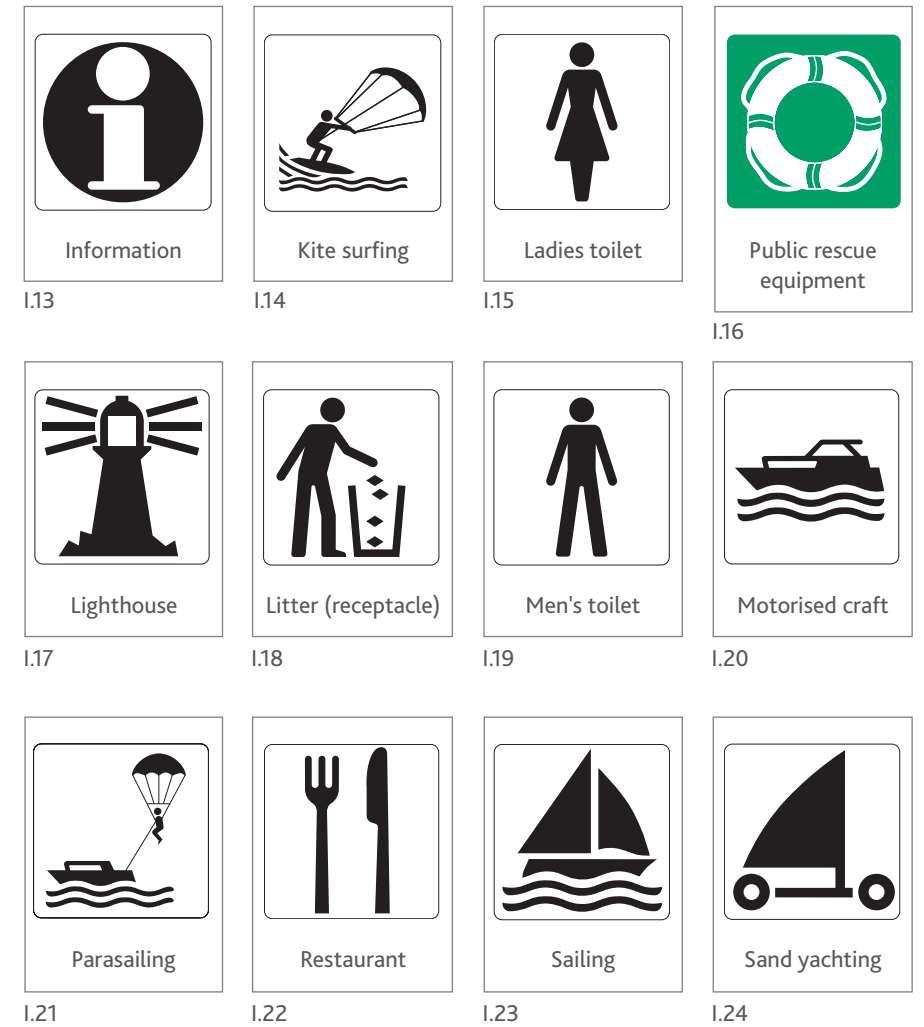 Information
Kite surfing
Ladies toilet
Public rescue
equipment
I.13
I.14
I.15
I.16
Lighthouse
Litter (receptacle)
Men's toilet
Motorised craft
I.17
I.18
I.19
I.20
Parasailing
Restaurant
Sailing
Sand yachting
I.21
I.22
I.23
I.24